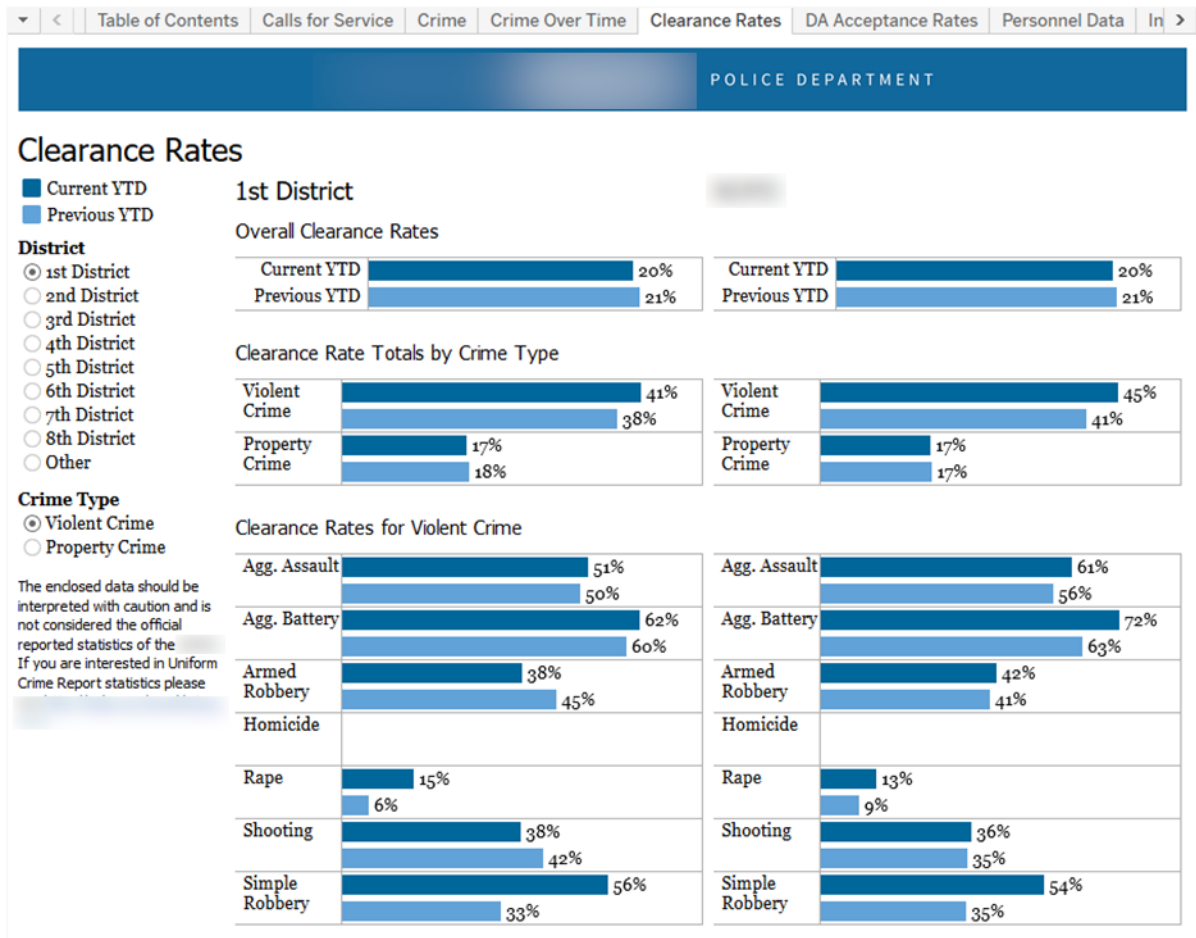 Table of Contents Calls for Service Crime Crime Over Time Clearance Rates DA Acceptance Rates Personnel Data In
POLICE DEPARTMENT
Clearance Rates
Current YTD
Previous YTD
District
1st District
2nd District
3rd District
4th District
5th District
6th District
7th District
8th District
Other
Crime Type
Violent Crime
Property Crime
The enclosed data should be
interpreted with caution and is
not considered the official
reported statistics of the
If you are interested in Uniform
Crime Report statistics please
1st District
Overall Clearance Rates
Current YTD 20%
Previous YTD 21%
Current YTD 20%
Previous YTD 21%
Clearance Rate Totals by Crime Type
Violent
Crime
41%
38%
Property
Crime
17%
18%
Violent
Crime
45%
41%
Property
Crime
17%
17%
Clearance Rates for Violent Crime
Agg. Assault 51%
50%
Agg. Battery 62%
60%
Armed
Robbery
38%
45%
Homicide
Rape 15%
6%
Shooting 38%
42%
Simple
Robbery
56%
33%
Agg. Assault 61%
56%
Agg. Battery 72%
63%
Armed
Robbery
42%
41%
Homicide
Rape 13%
9%
Shooting 36%
35%
Simple
Robbery
54%
35%